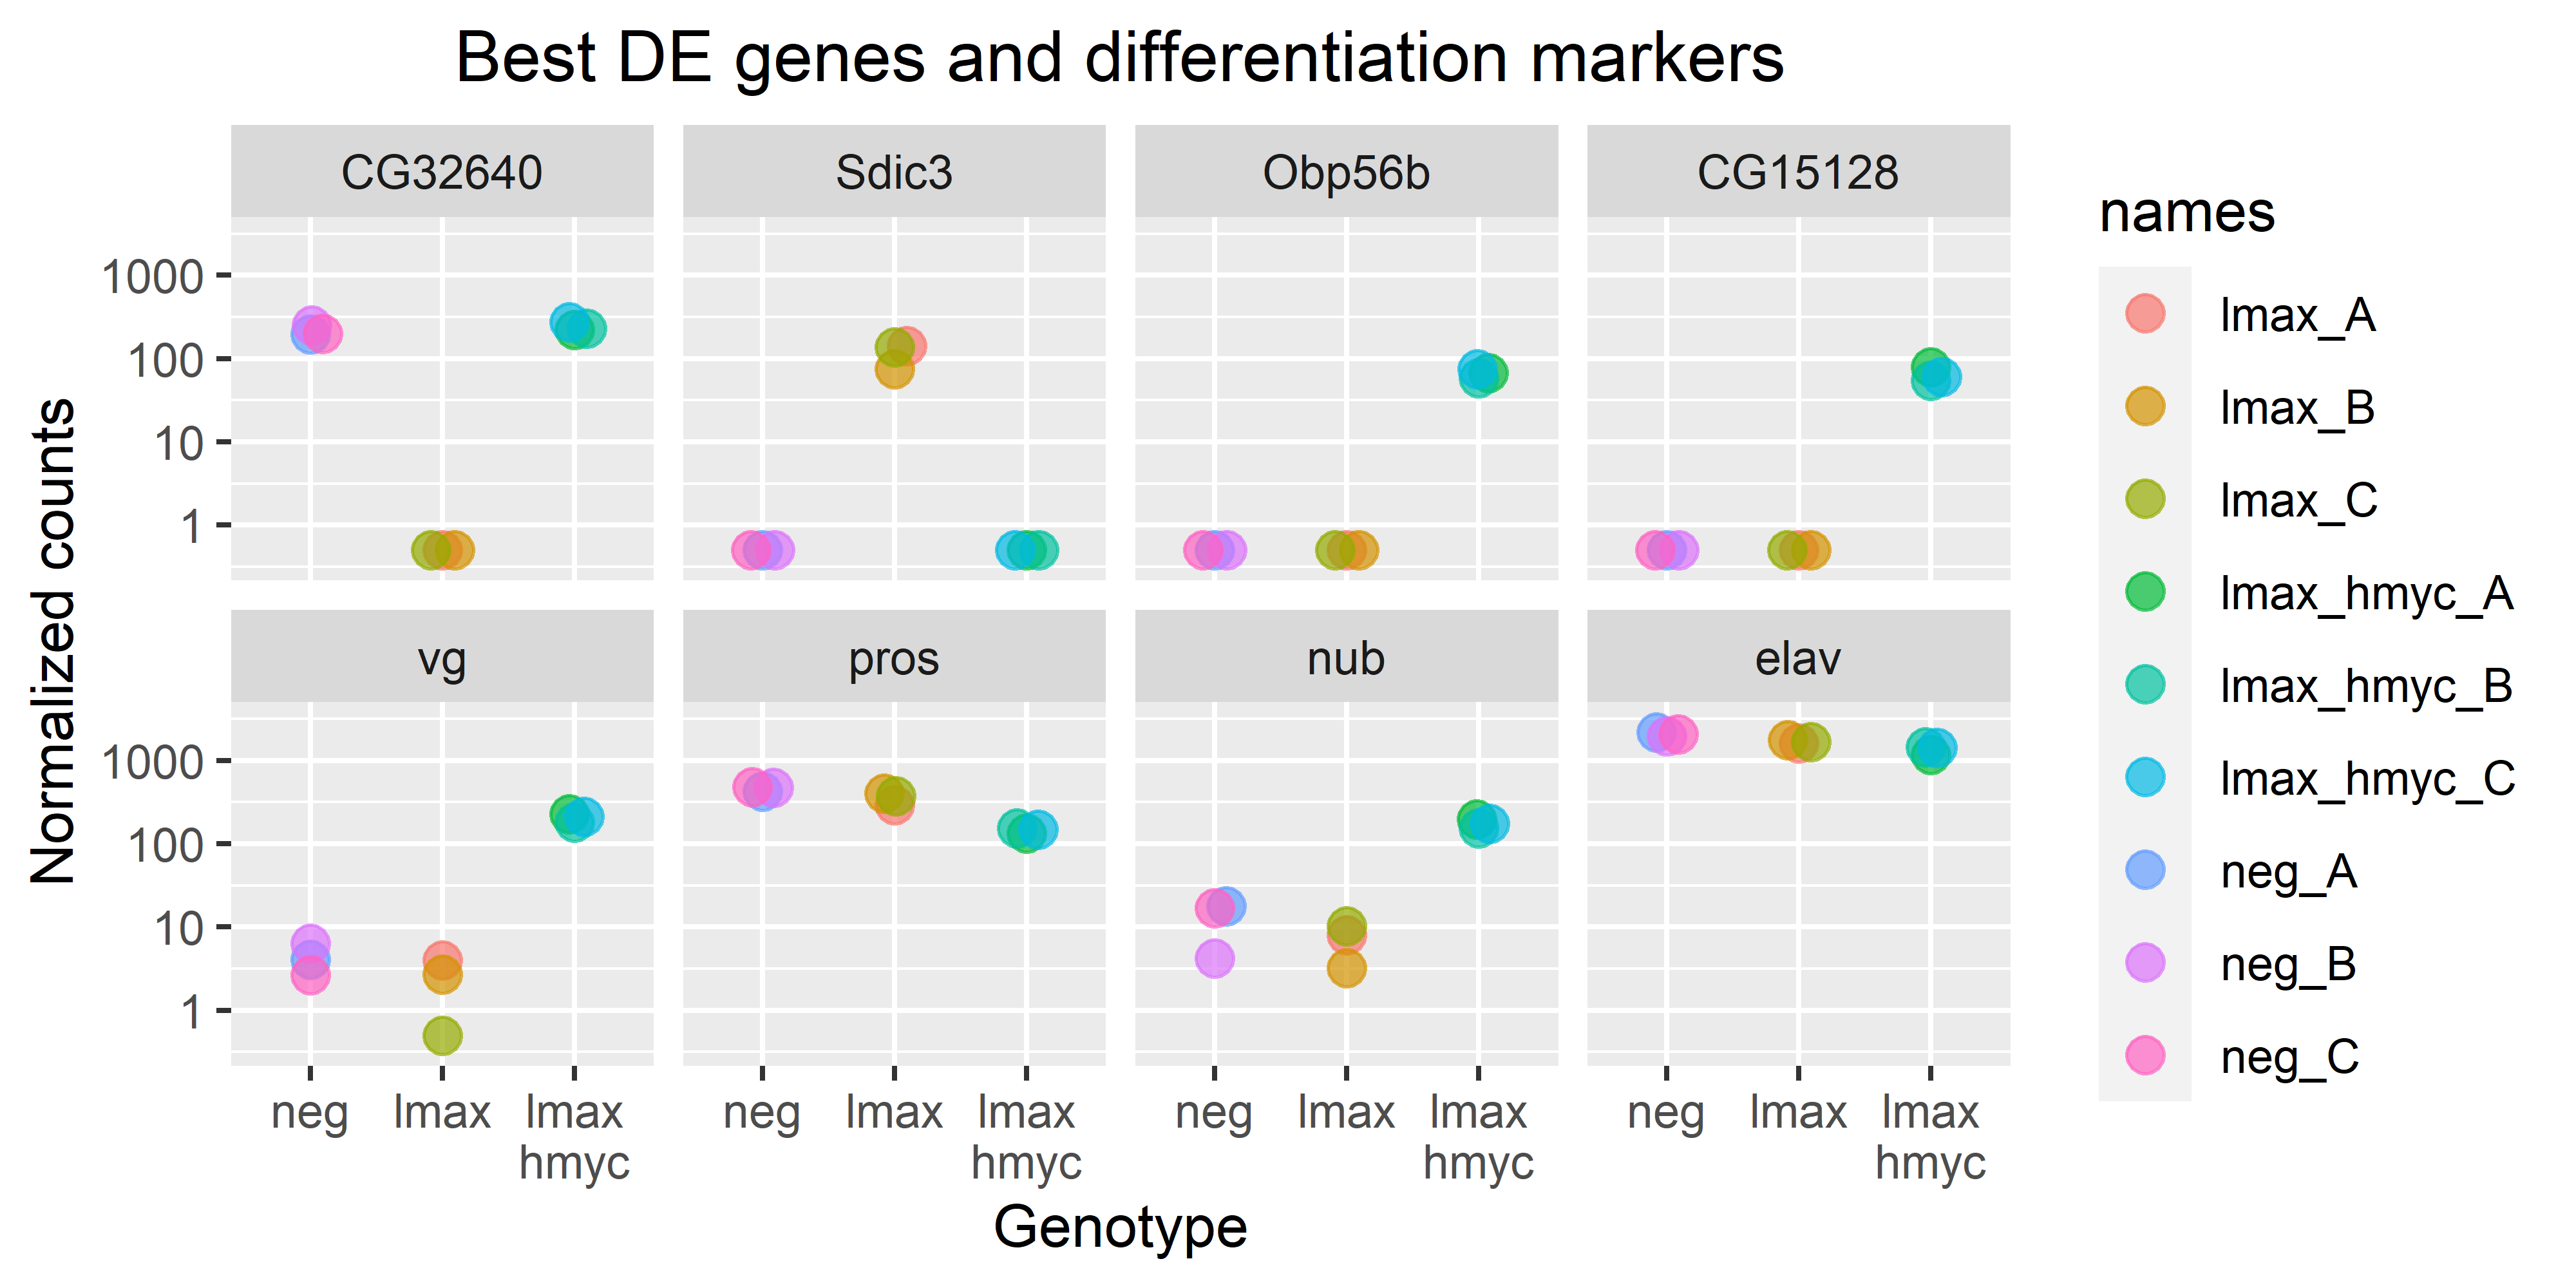 Best DE genes and differentiation markers
CG32640
Sdic3
Obp56b
CG15128
1000
100
10
1
vg
pros
nub
elav
1000
100
10
1
neg
lmax
lmax
hmyc
neg
lmax
lmax
hmyc
neg
lmax
lmax
hmyc
neg
lmax
lmax
hmyc
Genotype
Normalized counts
names
lmax_A
lmax_B
lmax_C
lmax_hmyc_A
lmax_hmyc_B
lmax_hmyc_C
neg_A
neg_B
neg_C